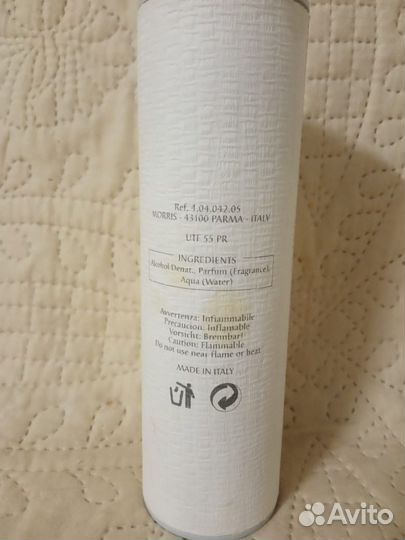 Ref. 4.04.042.05
MORRIS - 43100 PARMA - ITALY
UTF 55 PR
INGREDIENTS
Alcohol Denat., Parfum (Fragrance),
Aqua (Water)
Avvertenza: Infiammabile
Precaucion: Inflamable
Vorsicht: Brennbar!
Caution: Flammable
Do not use near flame or heat
MADE IN ITALY
Avito